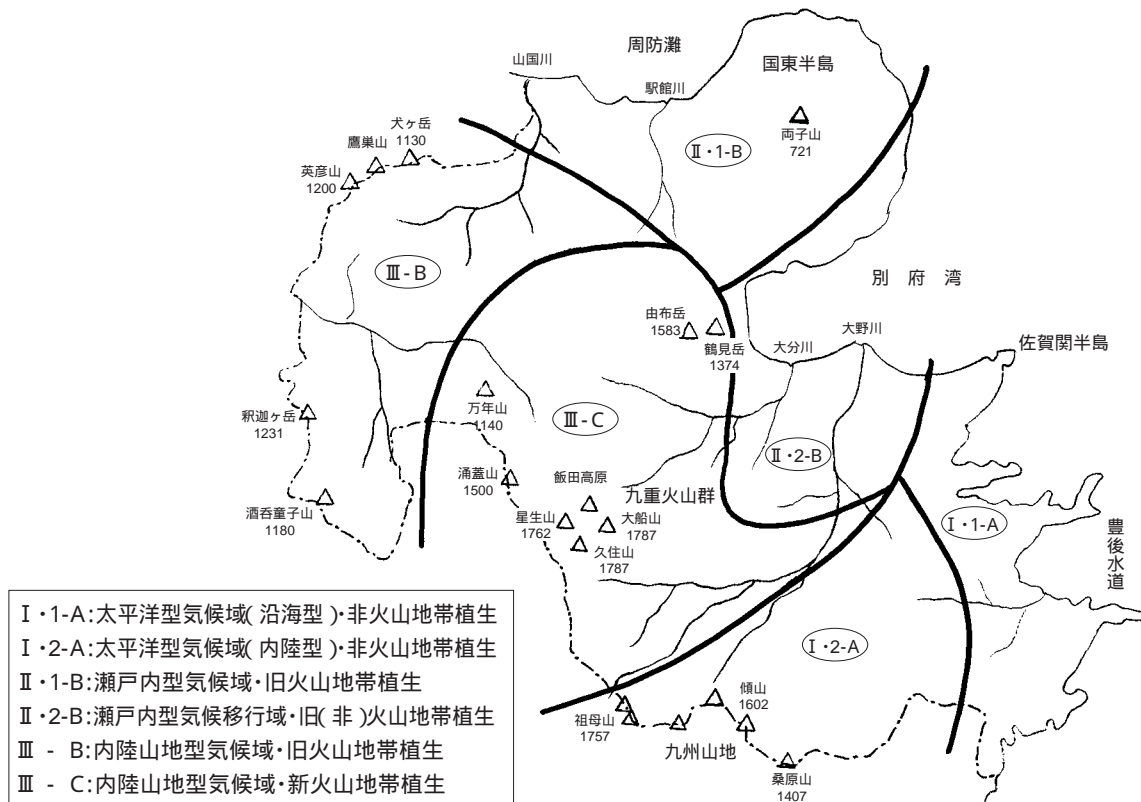 周防灘
山国川
国東半島
駅館川
犬ヶ岳
1130
鷹巣山
英彦山
1200
両子山
721
Ⅱ・1-B
Ⅲ-B
別府湾
由布岳
1583
鶴見岳
1374
大分川
大野川
佐賀関半島
釈迦ヶ岳
1231
万年山
1140
Ⅲ-C
Ⅱ・2-B
涌蓋山
1500
飯田高原
九重火山群
酒呑童子山
1180
星生山
1762
大船山
1787
久住山
1787
Ⅰ・1-A
豊後水道
Ⅰ・2-A
祖母山
1757
九州山地
傾山
1602
桑原山
1407
Ⅰ・1-A:太平洋型気候域(沿海型)・非火山地帯植生
Ⅰ・2-A:太平洋型気候域(内陸型)・非火山地帯植生
Ⅱ・1-B:瀬戸内型気候域・旧火山地帯植生
Ⅱ・2-B:瀬戸内型気候移行域・旧(非)火山地帯植生
Ⅲ - B:内陸山地型気候域・旧火山地帯植生
Ⅲ - C:内陸山地型気候域・新火山地帯植生